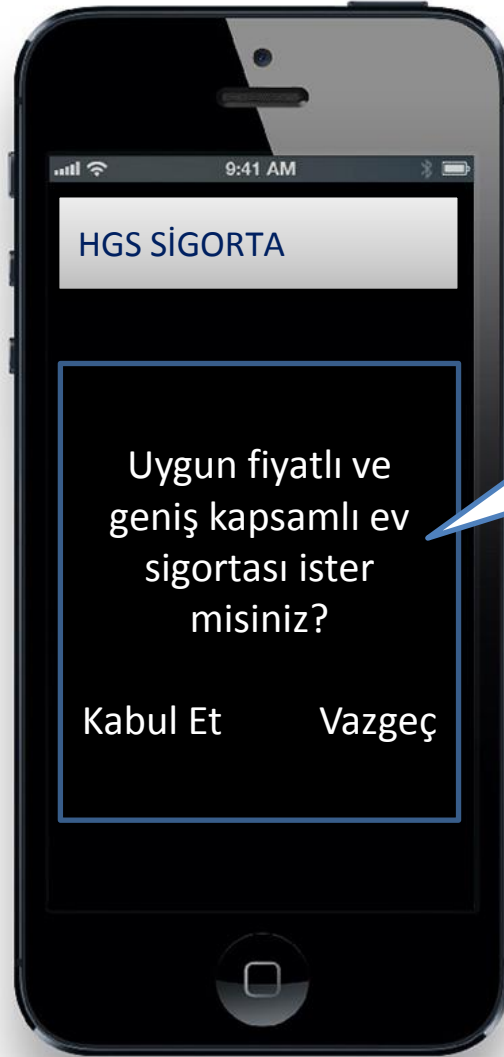 9:41 AM
HGS SİGORTA
Uygun fiyatlı ve
geniş kapsamlı ev
sigortası ister
misiniz?
Kabul Et Vazgeç